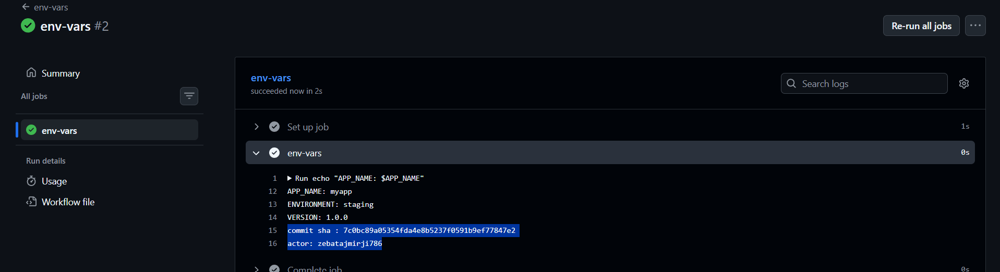 env-vars
env-vars #2
Re-run all jobs
Summary
All jobs
env-vars
Run details
Usage
Workflow file
env-vars
succeeded now in 2s
Search logs
Set up job 1s
env-vars 0s
1 Run echo "APP_NAME: $APP_NAME"
12 APP_NAME: myapp
13 ENVIRONMENT: staging
14 VERSION: 1.0.0
15 commit sha : 7c0bc89a05354fda4e8b5237f0591b9ef77847e2
16 actor: zebatajmirji786
Complete job 0s